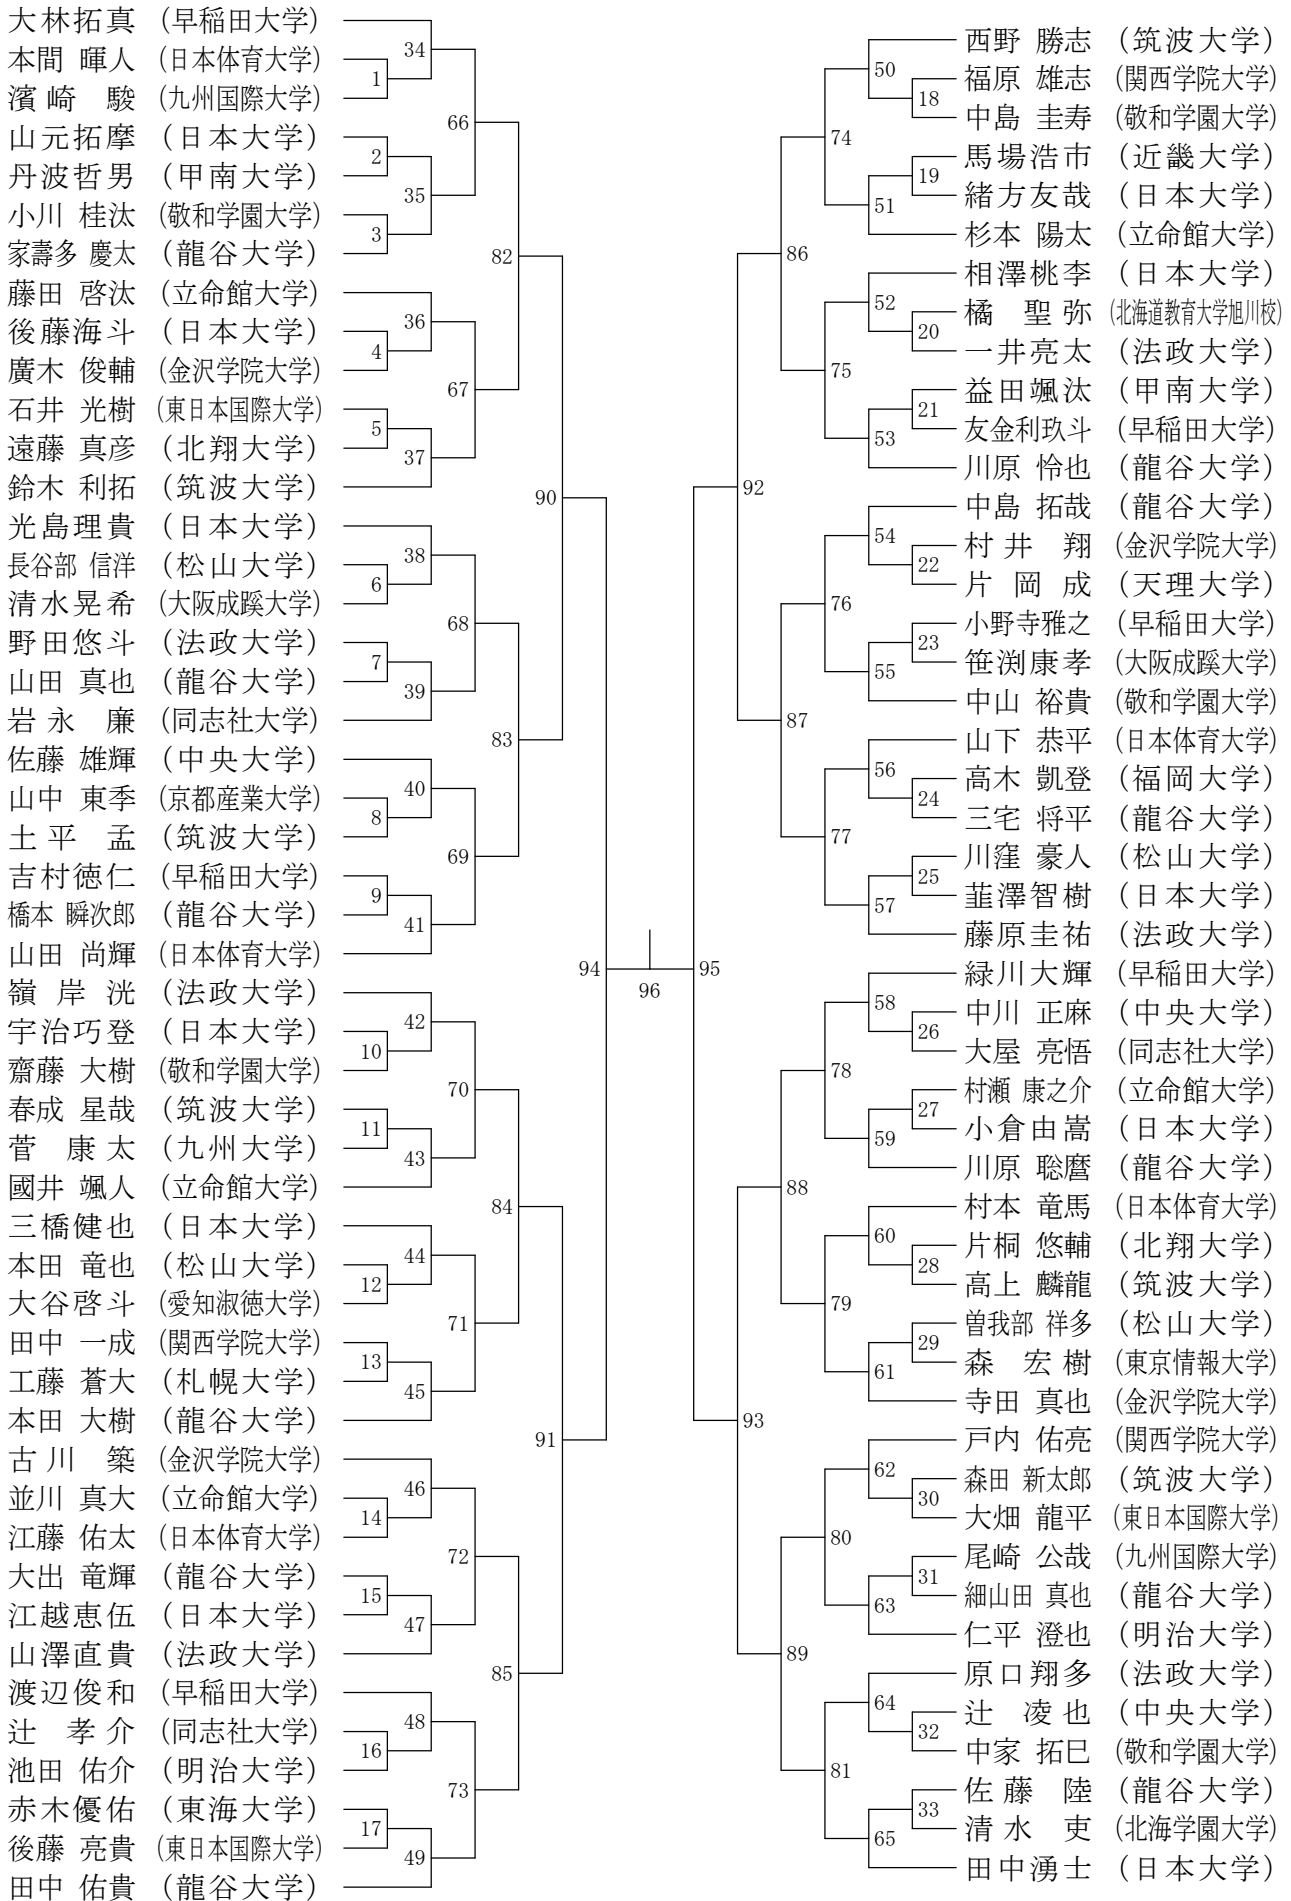 大林拓真 (早稲田大学)
本間 暉人 (日本体育大学)
濱崎 駿 (九州国際大学)
山元拓摩 (日本大学)
丹波哲男 (甲南大学)
小川 桂汰 (敬和学園大学)
家壽多 慶太 (龍谷大学)
藤田 啓汰 (立命館大学)
後藤海斗 (日本大学)
廣木 俊輔 (金沢学院大学)
石井 光樹 (東日本国際大学)
遠藤 真彦 (北翔大学)
鈴木 利拓 (筑波大学)
光島理貴 (日本大学)
長谷部 信洋 (松山大学)
清水晃希 (大阪成蹊大学)
野田悠斗 (法政大学)
山田 真也 (龍谷大学)
岩永 廉 (同志社大学)
佐藤 雄輝 (中央大学)
山中 東季 (京都産業大学)
土平 孟 (筑波大学)
吉村徳仁 (早稲田大学)
橋本 瞬次郎 (龍谷大学)
山田 尚輝 (日本体育大学)
嶺岸 洸 (法政大学)
宇治巧登 (日本大学)
齋藤 大樹 (敬和学園大学)
春成 星哉 (筑波大学)
菅 康太 (九州大学)
國井 颯人 (立命館大学)
三橋健也 (日本大学)
本田 竜也 (松山大学)
大谷啓斗 (愛知淑徳大学)
田中 一成 (関西学院大学)
工藤 蒼大 (札幌大学)
本田 大樹 (龍谷大学)
古川 築 (金沢学院大学)
並川 真大 (立命館大学)
江藤 佑太 (日本体育大学)
大出 竜輝 (龍谷大学)
江越恵伍 (日本大学)
山澤直貴 (法政大学)
渡辺俊和 (早稲田大学)
辻 孝介 (同志社大学)
池田 佑介 (明治大学)
赤木優佑 (東海大学)
後藤 亮貴 (東日本国際大学)
田中 佑貴 (龍谷大学)
1
2
3
4
5
6
7
8
9
10
11
12
13
14
15
16
17
34
35
36
37
38
39
40
41
42
43
44
45
46
47
48
49
66
67
68
69
70
71
72
73
82
83
84
85
90
91
94
96
95
92
93
86
87
88
89
74
75
76
77
78
79
80
81
50
51
52
53
54
55
56
57
58
59
60
61
62
63
64
65
18
19
20
21
22
23
24
25
26
27
28
29
30
31
32
33
西野 勝志 (筑波大学)
福原 雄志 (関西学院大学)
中島 圭寿 (敬和学園大学)
馬場浩市 (近畿大学)
緒方友哉 (日本大学)
杉本 陽太 (立命館大学)
相澤桃李 (日本大学)
橘 聖弥 (北海道教育大学旭川校)
一井亮太 (法政大学)
益田颯汰 (甲南大学)
友金利玖斗 (早稲田大学)
川原 怜也 (龍谷大学)
中島 拓哉 (龍谷大学)
村井 翔 (金沢学院大学)
片岡成 (天理大学)
小野寺雅之 (早稲田大学)
笹渕康孝 (大阪成蹊大学)
中山 裕貴 (敬和学園大学)
山下 恭平 (日本体育大学)
高木 凱登 (福岡大学)
三宅 将平 (龍谷大学)
川窪 豪人 (松山大学)
韮澤智樹 (日本大学)
藤原圭祐 (法政大学)
緑川大輝 (早稲田大学)
中川 正麻 (中央大学)
大屋 亮悟 (同志社大学)
村瀬 康之介 (立命館大学)
小倉由嵩 (日本大学)
川原 聡麿 (龍谷大学)
村本 竜馬 (日本体育大学)
片桐 悠輔 (北翔大学)
高上 麟龍 (筑波大学)
曽我部 祥多 (松山大学)
森 宏樹 (東京情報大学)
寺田 真也 (金沢学院大学)
戸内 佑亮 (関西学院大学)
森田 新太郎 (筑波大学)
大畑 龍平 (東日本国際大学)
尾崎 公哉 (九州国際大学)
細山田 真也 (龍谷大学)
仁平 澄也 (明治大学)
原口翔多 (法政大学)
辻 凌也 (中央大学)
中家 拓巳 (敬和学園大学)
佐藤 陸 (龍谷大学)
清水 吏 (北海学園大学)
田中湧士 (日本大学)